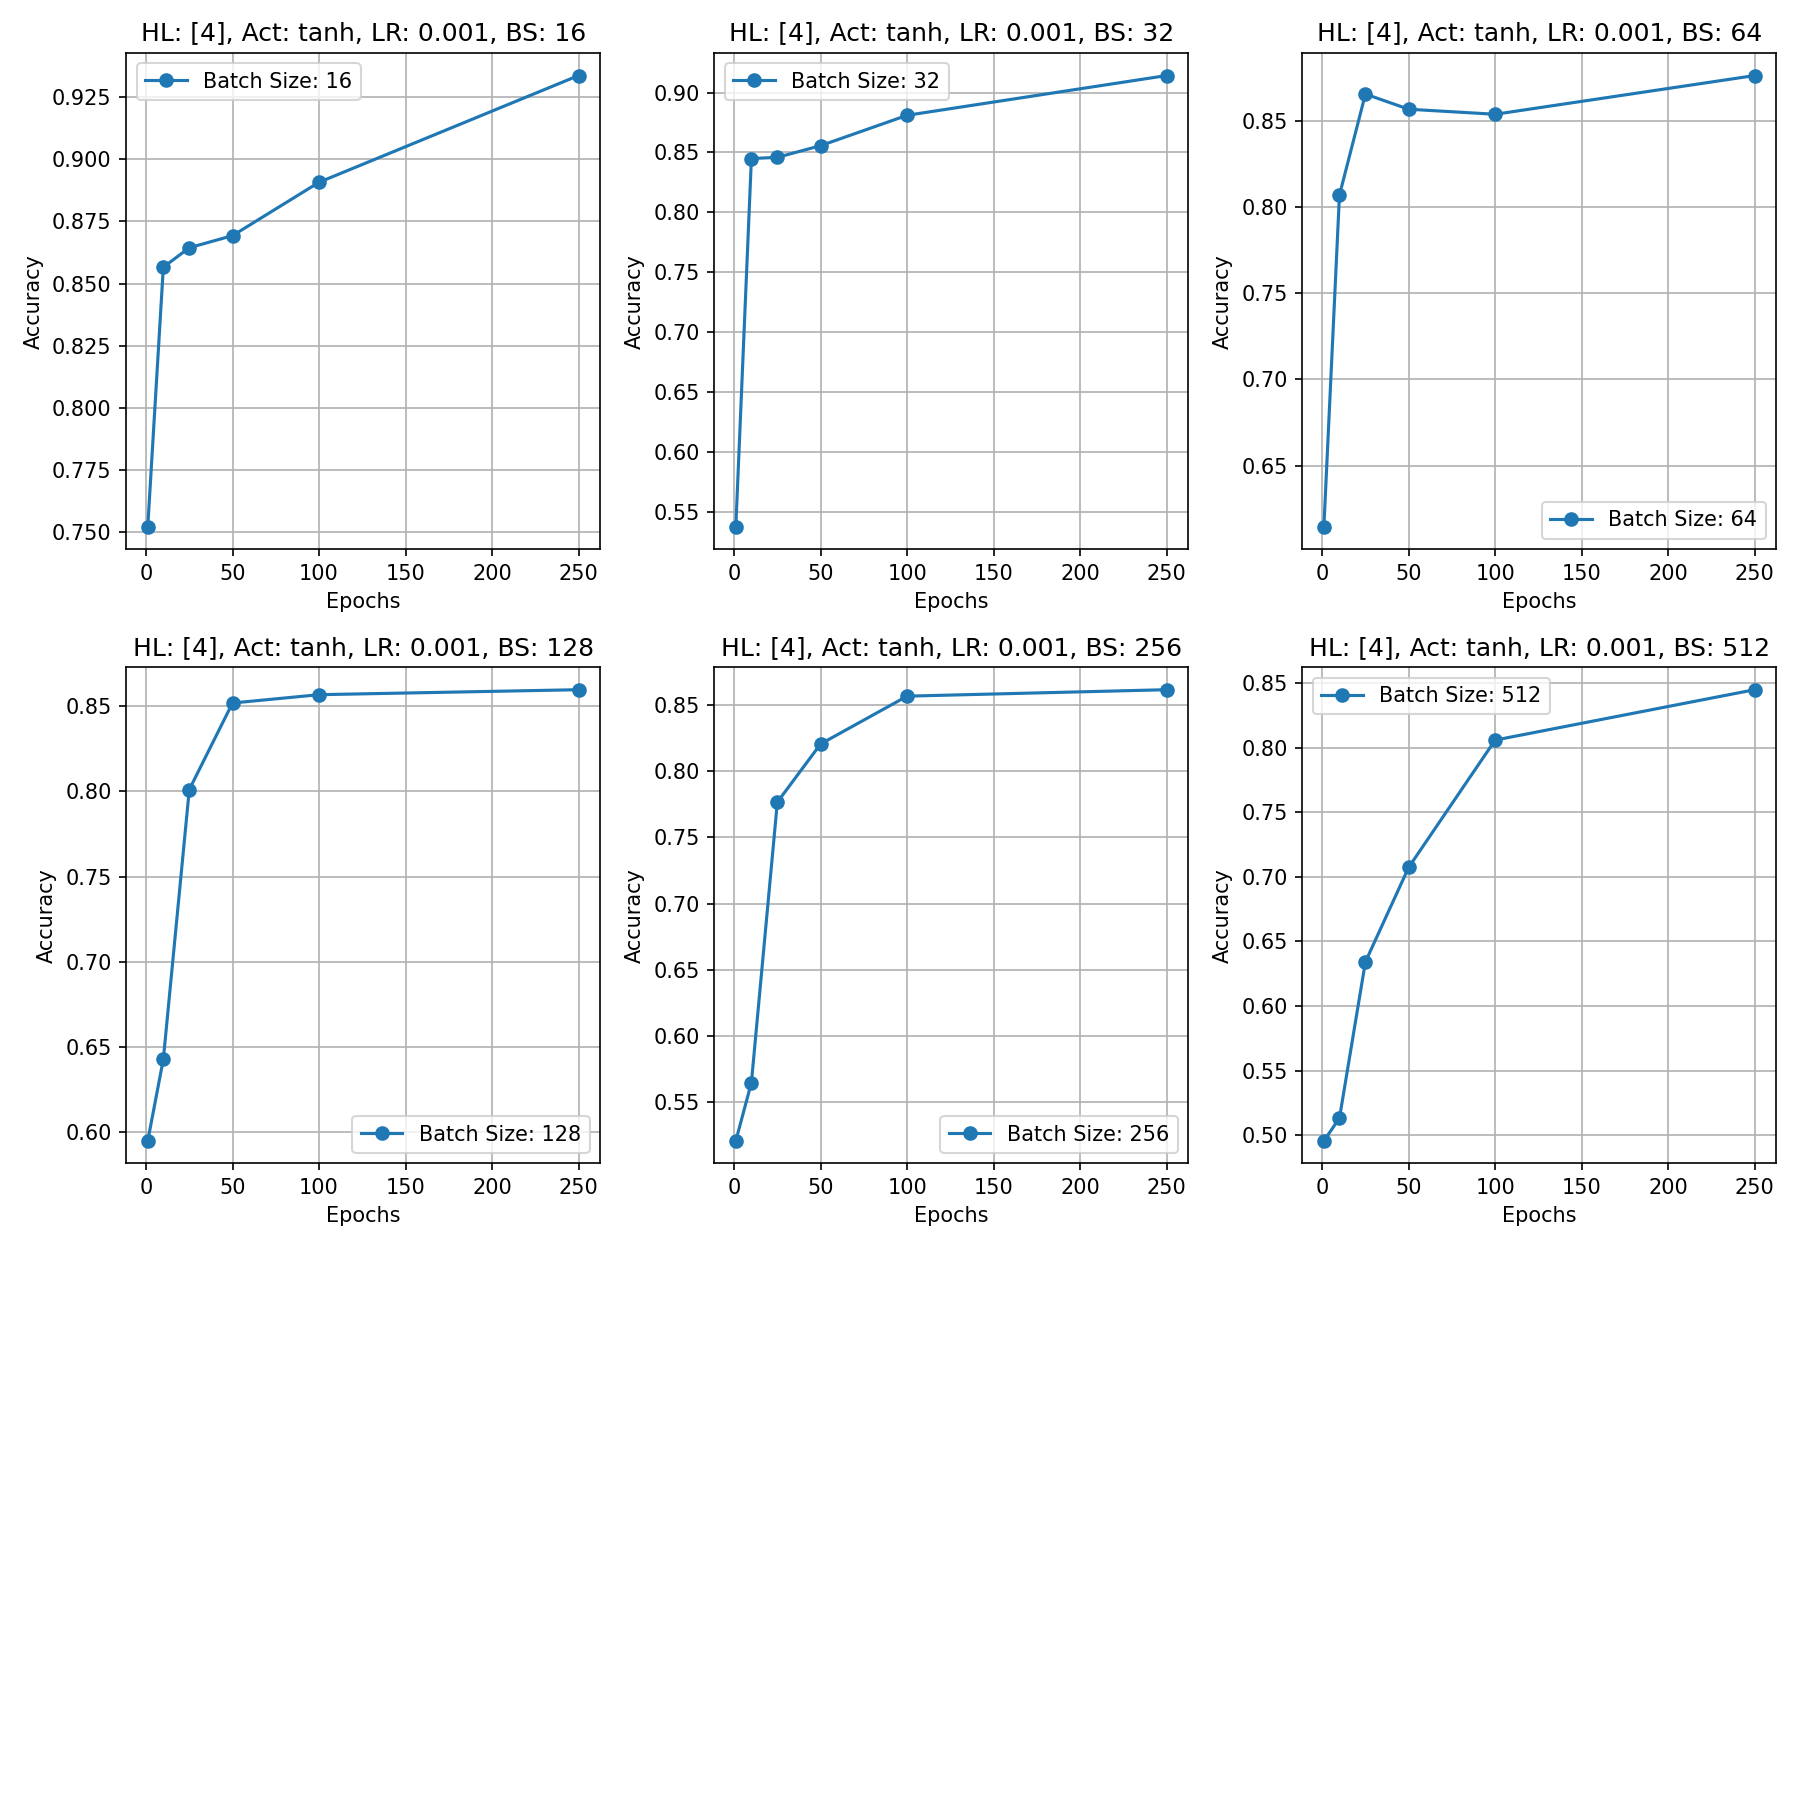 HL: [4], Act: tanh, LR: 0.001, BS: 16
Batch Size: 16
0.925
0.900
0.875
0.850
0.825
0.800
0.775
0.750
Accuracy
0 50 100 150 200 250
Epochs
HL: [4], Act: tanh, LR: 0.001, BS: 32
Batch Size: 32
0.90
0.85
0.80
0.75
0.70
0.65
0.60
0.55
Accuracy
0 50 100 150 200 250
Epochs
HL: [4], Act: tanh, LR: 0.001, BS: 64
0.85
0.80
0.75
0.70
0.65
Accuracy
Batch Size: 64
0 50 100 150 200 250
Epochs
HL: [4], Act: tanh, LR: 0.001, BS: 128
0.85
0.80
0.75
0.70
0.65
0.60
Accuracy
Batch Size: 128
0 50 100 150 200 250
Epochs
HL: [4], Act: tanh, LR: 0.001, BS: 256
0.85
0.80
0.75
0.70
0.65
0.60
0.55
Accuracy
Batch Size: 256
0 50 100 150 200 250
Epochs
HL: [4], Act: tanh, LR: 0.001, BS: 512
Batch Size: 512
0.85
0.80
0.75
0.70
0.65
0.60
0.55
0.50
Accuracy
0 50 100 150 200 250
Epochs